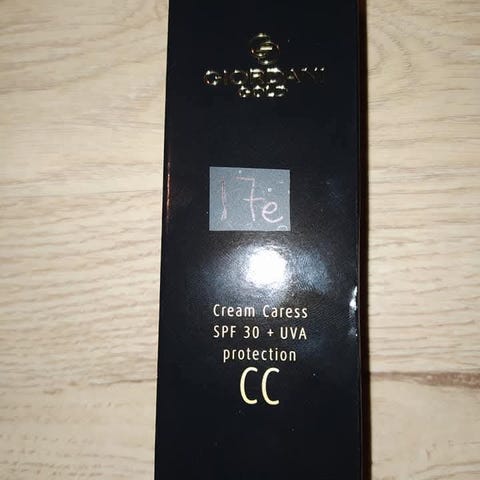 GIORDANI
GOLD
17e
Cream Caress
SPF 30 + UVA
protection
CC